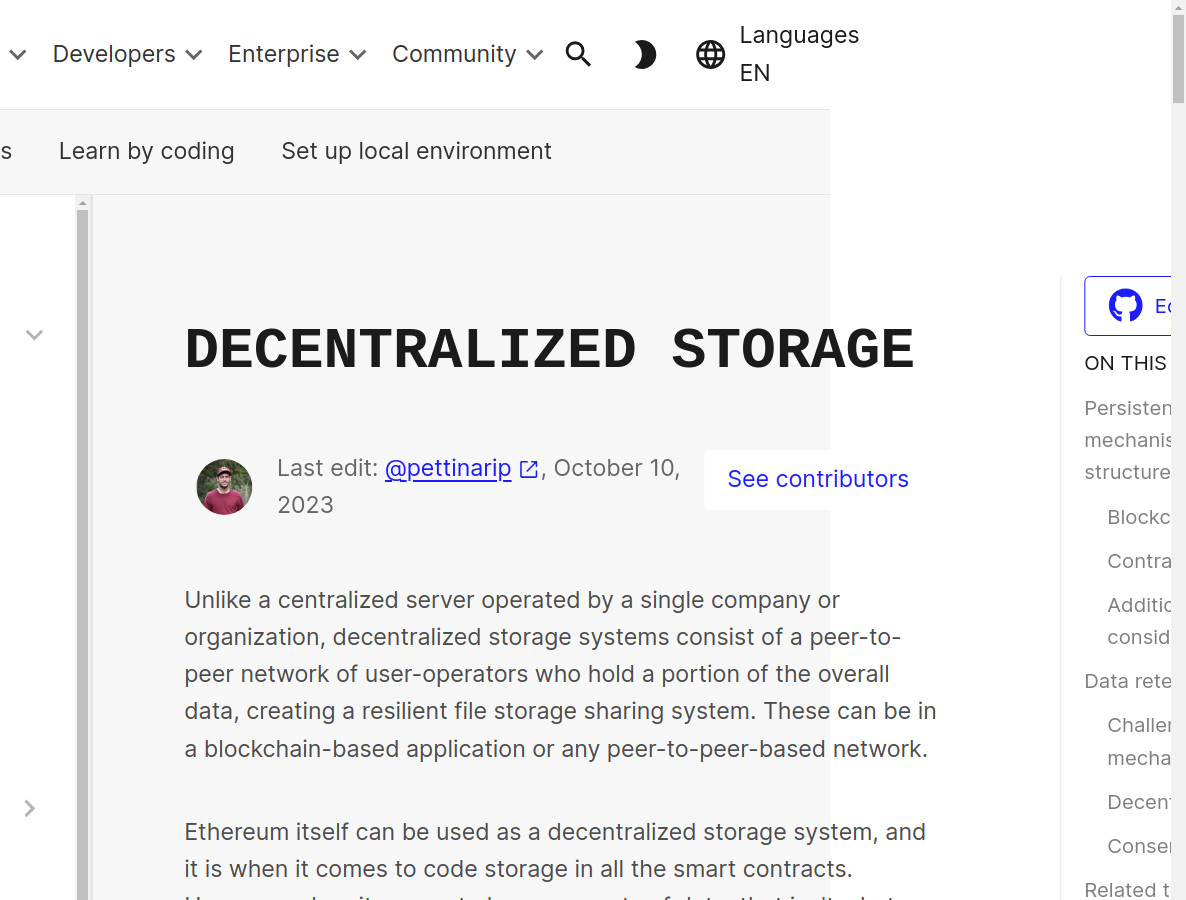 Developers
Enterprise
Community
Languages
EN
s
Learn by coding
Set up local environment
DECENTRALIZED STORAGE
Last edit: @pettinarip, October 10,
2023
See contributors
Unlike a centralized server operated by a single company or
organization, decentralized storage systems consist of a peer-to-
peer network of user-operators who hold a portion of the overall
data, creating a resilient file storage sharing system. These can be in
a blockchain-based application or any peer-to-peer-based network.
Ethereum itself can be used as a decentralized storage system, and
it is when it comes to code storage in all the smart contracts.
ON THIS
Persisten
mechanis
structure
Blockc
Contra
Additic
consid
Data rete
Challer
mecha
Decent
Conser
Related t